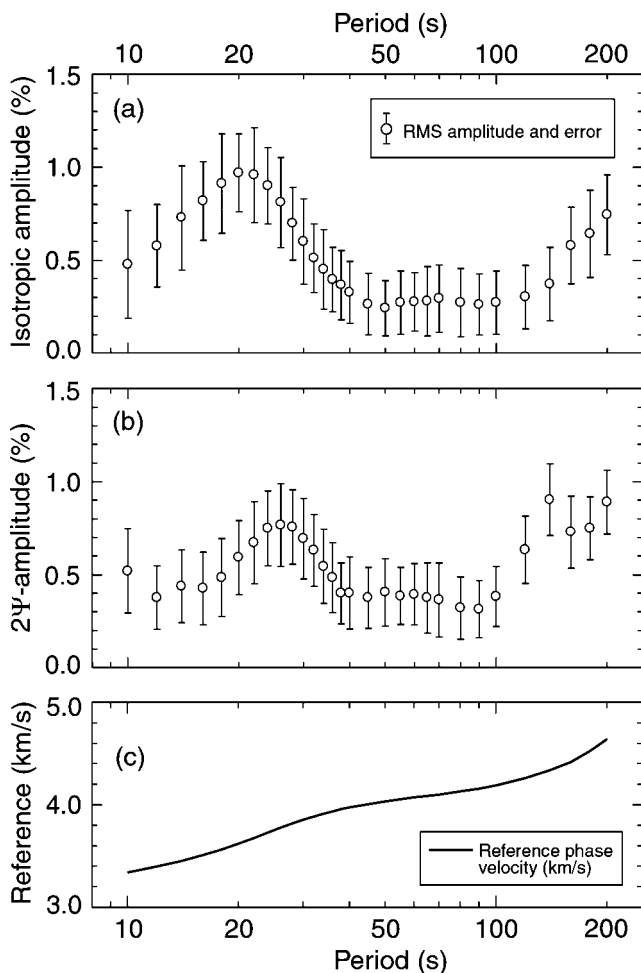 Period (s)
10 20 50 100 200
1.5
(a)
RMS amplitude and error
1.0
0.5
0.0
Isotropic amplitude (%)
1.5
(b)
1.0
0.5
0.0
2Ψ-amplitude (%)
5.0
(c)
4.0
3.0
Reference (km/s)
Reference phase
velocity (km/s)
10 20 50 100 200
Period (s)